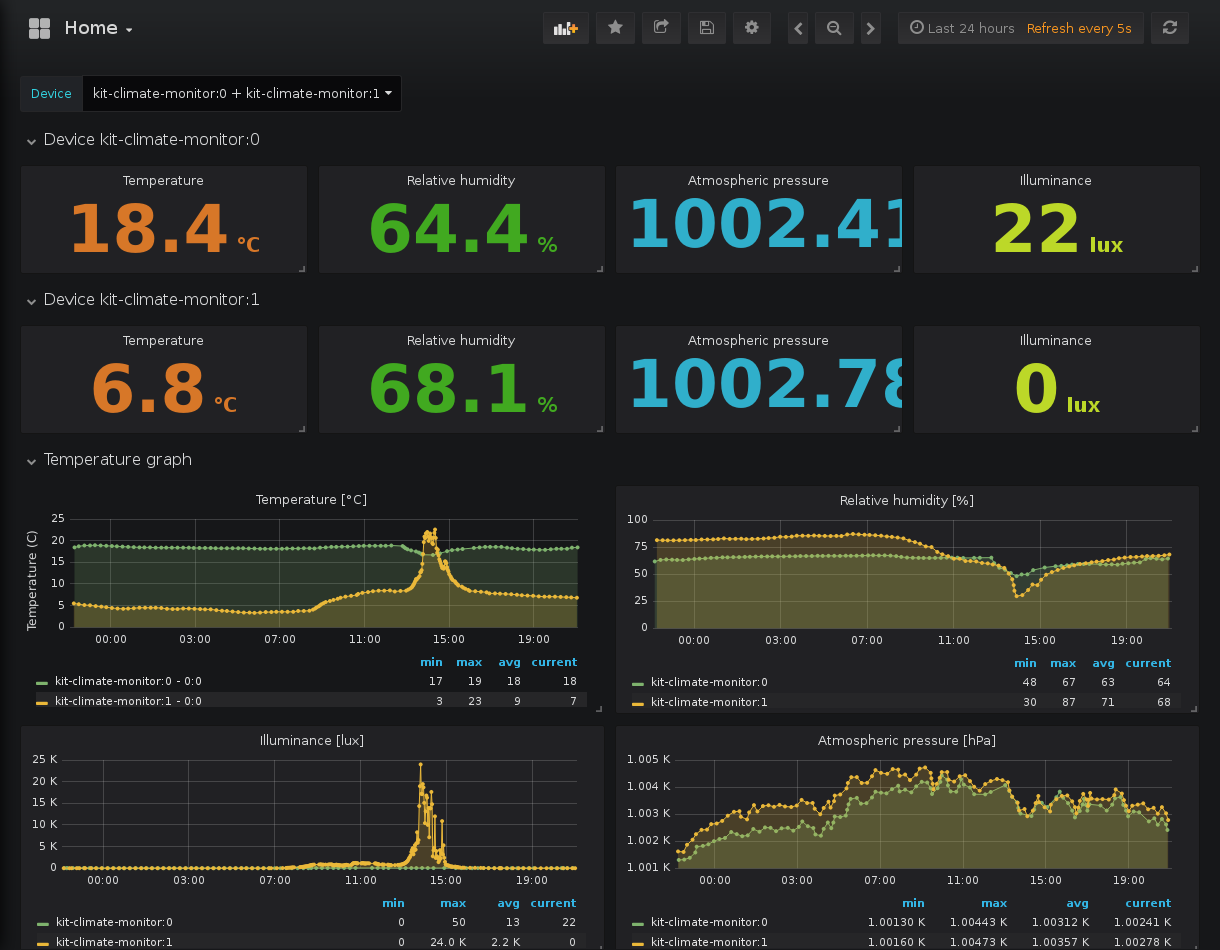 Home
Last 24 hours Refresh every 5s
Device kit-climate-monitor:0 + kit-climate-monitor:1
Device kit-climate-monitor:0
Temperature Relative humidity Atmospheric pressure Illuminance
18.4 °C 64.4 % 1002.41 22 lux
Device kit-climate-monitor:1
Temperature Relative humidity Atmospheric pressure Illuminance
6.8 °C 68.1 % 1002.78 0 lux
Temperature graph
Temperature [°C]
Temperature (C)
25
20
15
10
5
0
00:00 03:00 07:00 11:00 15:00 19:00
min max avg current
kit-climate-monitor:0 - 0:0 17 19 18 18
kit-climate-monitor:1 - 0:0 3 23 9 7
Relative humidity [%]
100
75
50
25
0
00:00 03:00 07:00 11:00 15:00 19:00
min max avg current
kit-climate-monitor:0 48 67 63 64
kit-climate-monitor:1 30 87 71 68
Illuminance [lux]
25 K
20 K
15 K
10 K
5 K
0
00:00 03:00 07:00 11:00 15:00 19:00
min max avg current
kit-climate-monitor:0 0 50 13 22
kit-climate-monitor:1 0 24.0 K 2.2 K 0
Atmospheric pressure [hPa]
1.005 K
1.004 K
1.003 K
1.002 K
1.001 K
00:00 03:00 07:00 11:00 15:00 19:00
min max avg current
kit-climate-monitor:0 1.00130 K 1.00443 K 1.00312 K 1.00241 K
kit-climate-monitor:1 1.00160 K 1.00473 K 1.00357 K 1.00278 K